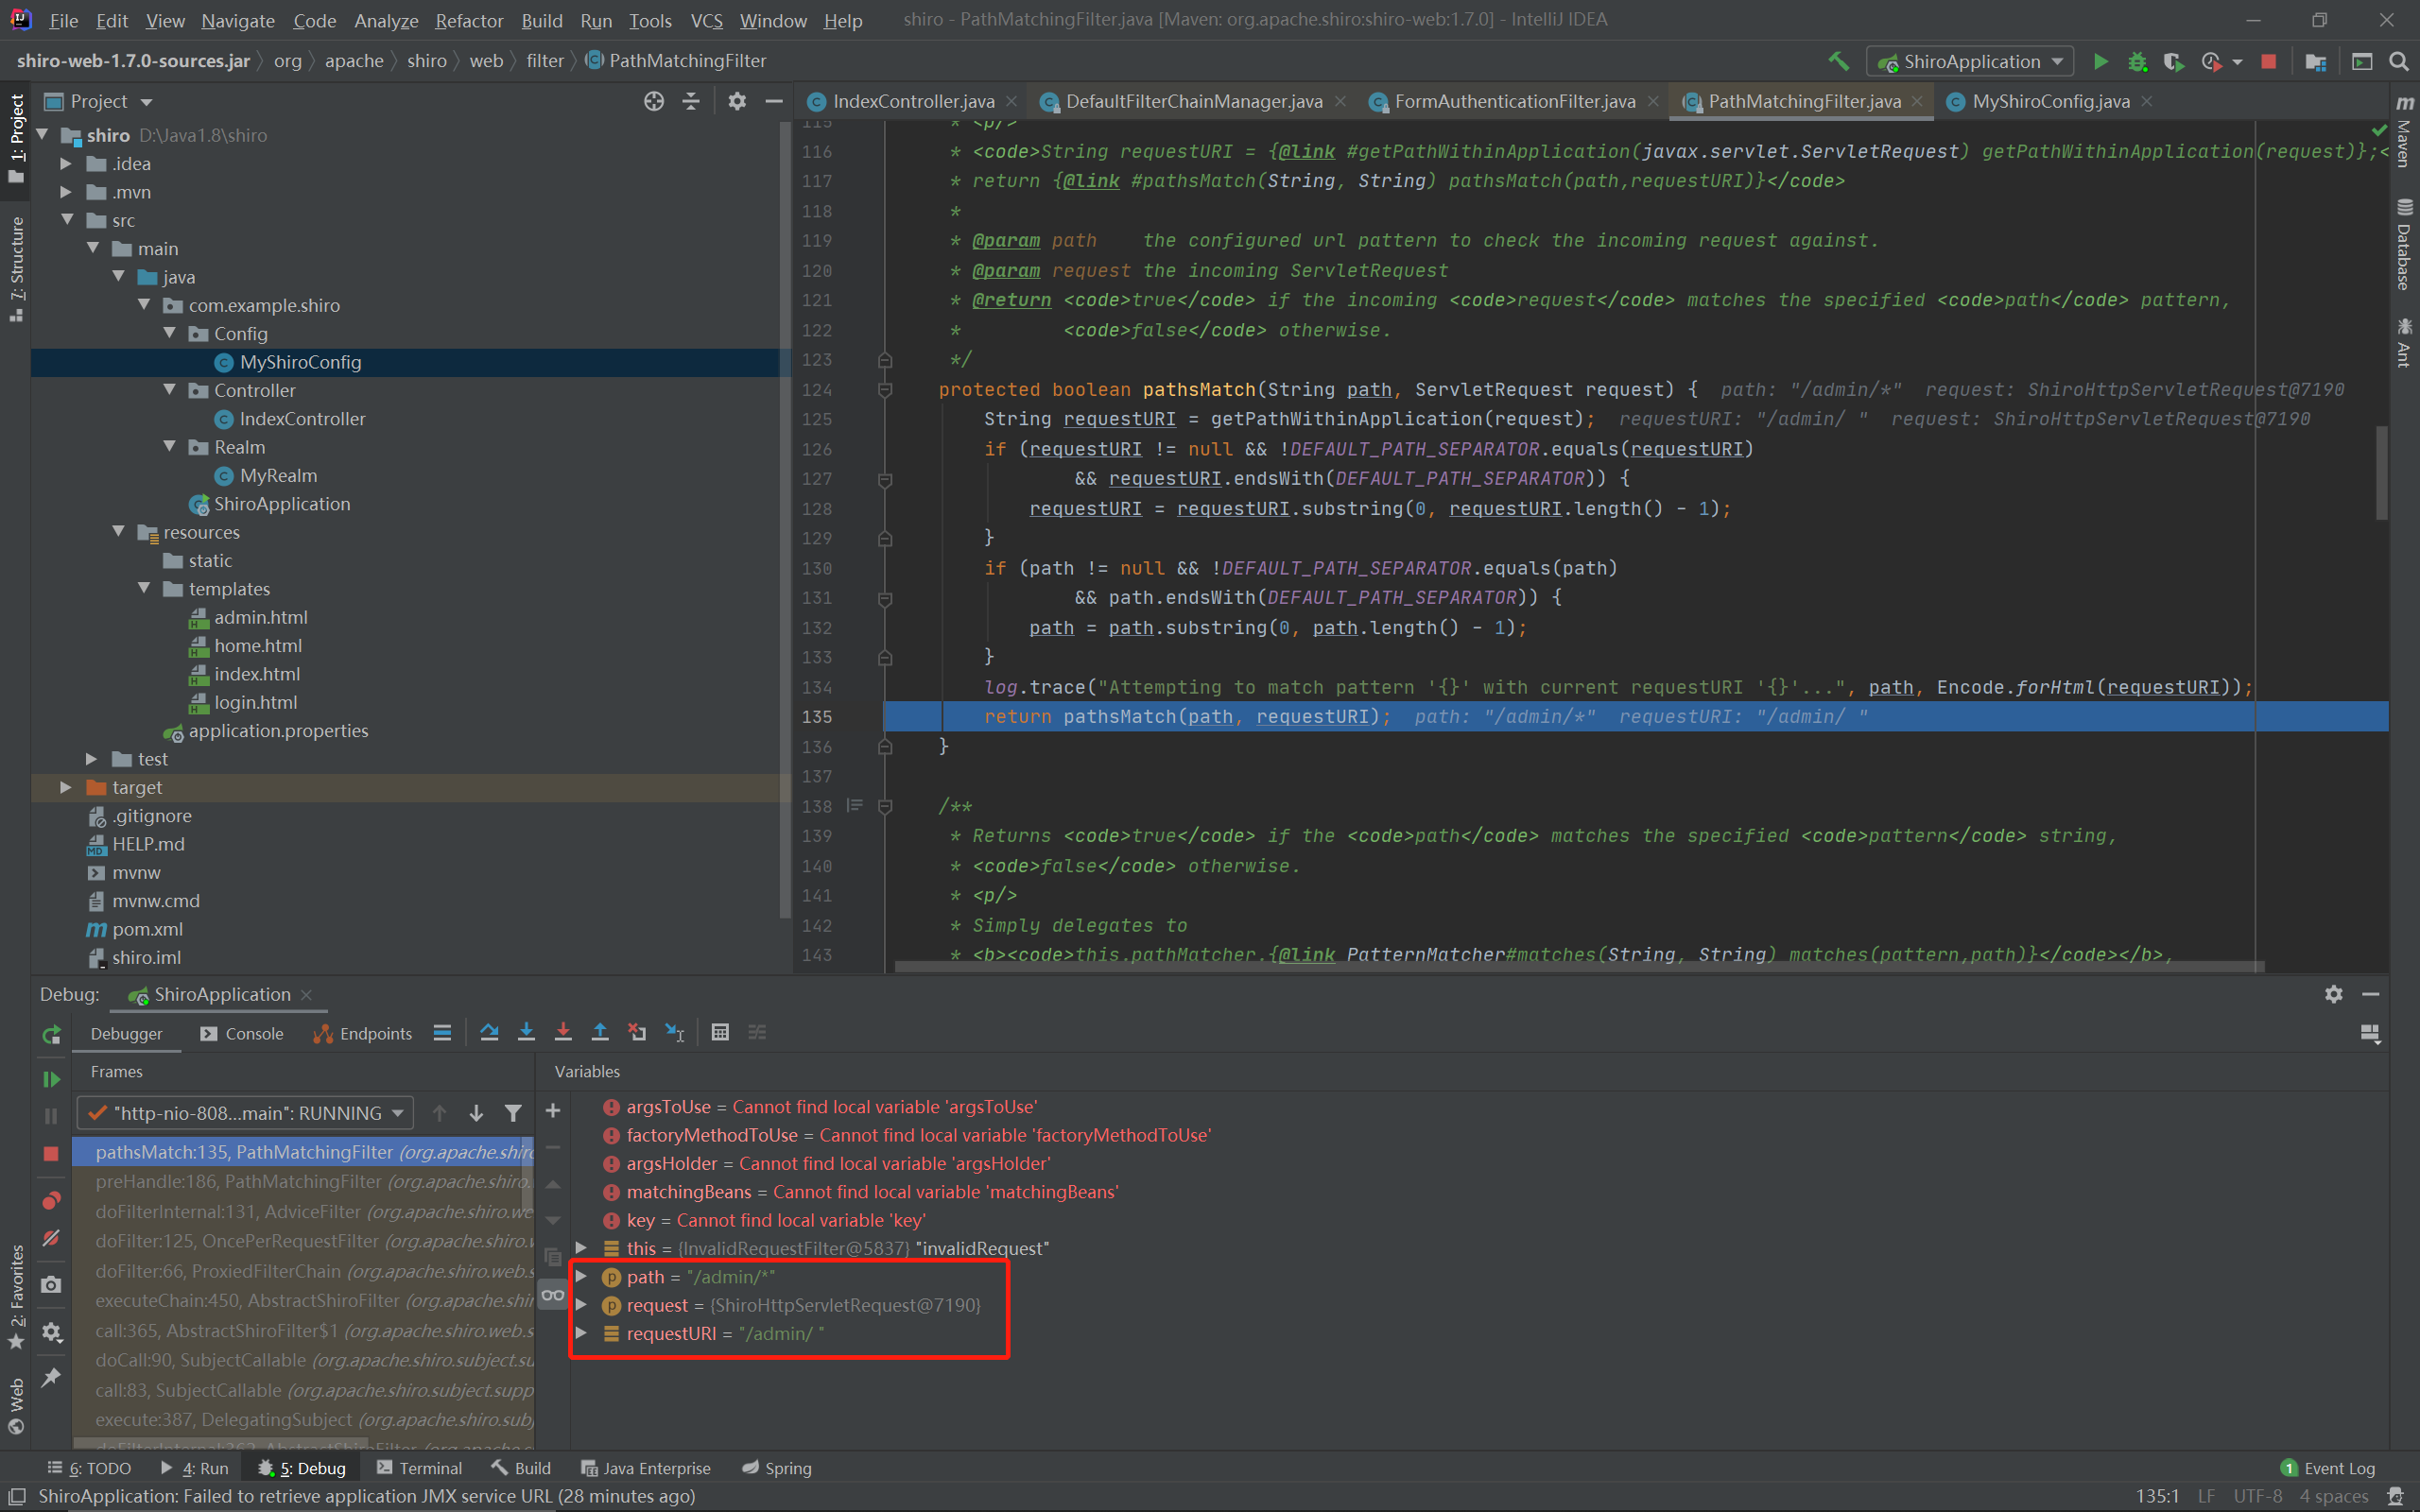 File Edit View Navigate Code Analyze Refactor Build Run Tools VCS Window Help shiro - PathMatchingFilter.java [Maven: org.apache.shiro:shiro-web:1.7.0] - IntelliJ IDEA
shiro-web-1.7.0-sources.jar org apache shiro web filter PathMatchingFilter ShiroApplication
Project
IndexController.java DefaultFilterChainManager.java FormAuthenticationFilter.java PathMatchingFilter.java MyShiroConfig.java
1: Project
7: Structure
2: Favorites
Web
shiro D:\Java1.8\shiro
.idea
.mvn
src
main
java
com.example.shiro
Config
MyShiroConfig
Controller
IndexController
Realm
MyRealm
ShiroApplication
resources
static
templates
admin.html
home.html
index.html
login.html
application.properties
test
target
.gitignore
HELP.md
mvnw
mvnw.cmd
pom.xml
shiro.iml
115 * <p/>
116 * <code>String requestURI = {@link #getPathWithinApplication(javax.servlet.ServletRequest) getPathWithinApplication(request)};<
117 * return {@link #pathsMatch(String, String) pathsMatch(path,requestURI)}</code>
118 *
119 * @param path    the configured url pattern to check the incoming request against.
120 * @param request the incoming ServletRequest
121 * @return <code>true</code> if the incoming <code>request</code> matches the specified <code>path</code> pattern,
122 *         <code>false</code> otherwise.
123 */
124 protected boolean pathsMatch(String path, ServletRequest request) {  path: "/admin/*"  request: ShiroHttpServletRequest@7190
125 String requestURI = getPathWithinApplication(request);  requestURI: "/admin/ "  request: ShiroHttpServletRequest@7190
126 if (requestURI != null && !DEFAULT_PATH_SEPARATOR.equals(requestURI)
127 && requestURI.endsWith(DEFAULT_PATH_SEPARATOR)) {
128 requestURI = requestURI.substring(0, requestURI.length() - 1);
129 }
130 if (path != null && !DEFAULT_PATH_SEPARATOR.equals(path)
131 && path.endsWith(DEFAULT_PATH_SEPARATOR)) {
132 path = path.substring(0, path.length() - 1);
133 }
134 log.trace("Attempting to match pattern '{}' with current requestURI '{}'...", path, Encode.forHtml(requestURI));
135 return pathsMatch(path, requestURI);  path: "/admin/*"  requestURI: "/admin/ "
136 }
137
138 /**
139 * Returns <code>true</code> if the <code>path</code> matches the specified <code>pattern</code> string,
140 * <code>false</code> otherwise.
141 * <p/>
142 * Simply delegates to
143 * <b><code>this.pathMatcher.{@link PatternMatcher#matches(String, String) matches(pattern,path)}</code></b>,
Maven
Database
Ant
Debug: ShiroApplication
Debugger Console Endpoints
Frames
"http-nio-808...main": RUNNING
pathsMatch:135, PathMatchingFilter (org.apache.shiro
preHandle:186, PathMatchingFilter (org.apache.shiro.
doFilterInternal:131, AdviceFilter (org.apache.shiro.we
doFilter:125, OncePerRequestFilter (org.apache.shiro.w
doFilter:66, ProxiedFilterChain (org.apache.shiro.web.s
executeChain:450, AbstractShiroFilter (org.apache.shir
call:365, AbstractShiroFilter$1 (org.apache.shiro.web.s
doCall:90, SubjectCallable (org.apache.shiro.subject.su
call:83, SubjectCallable (org.apache.shiro.subject.supp
execute:387, DelegatingSubject (org.apache.shiro.subj
doFilterInternal:362, AbstractShiroFilter (org.apache.sh
Variables
argsToUse = Cannot find local variable 'argsToUse'
factoryMethodToUse = Cannot find local variable 'factoryMethodToUse'
argsHolder = Cannot find local variable 'argsHolder'
matchingBeans = Cannot find local variable 'matchingBeans'
key = Cannot find local variable 'key'
this = {InvalidRequestFilter@5837} "invalidRequest"
path = "/admin/*"
request = {ShiroHttpServletRequest@7190}
requestURI = "/admin/ "
6: TODO 4: Run 5: Debug Terminal Build Java Enterprise Spring 1 Event Log
ShiroApplication: Failed to retrieve application JMX service URL (28 minutes ago) 135:1 LF UTF-8 4 spaces